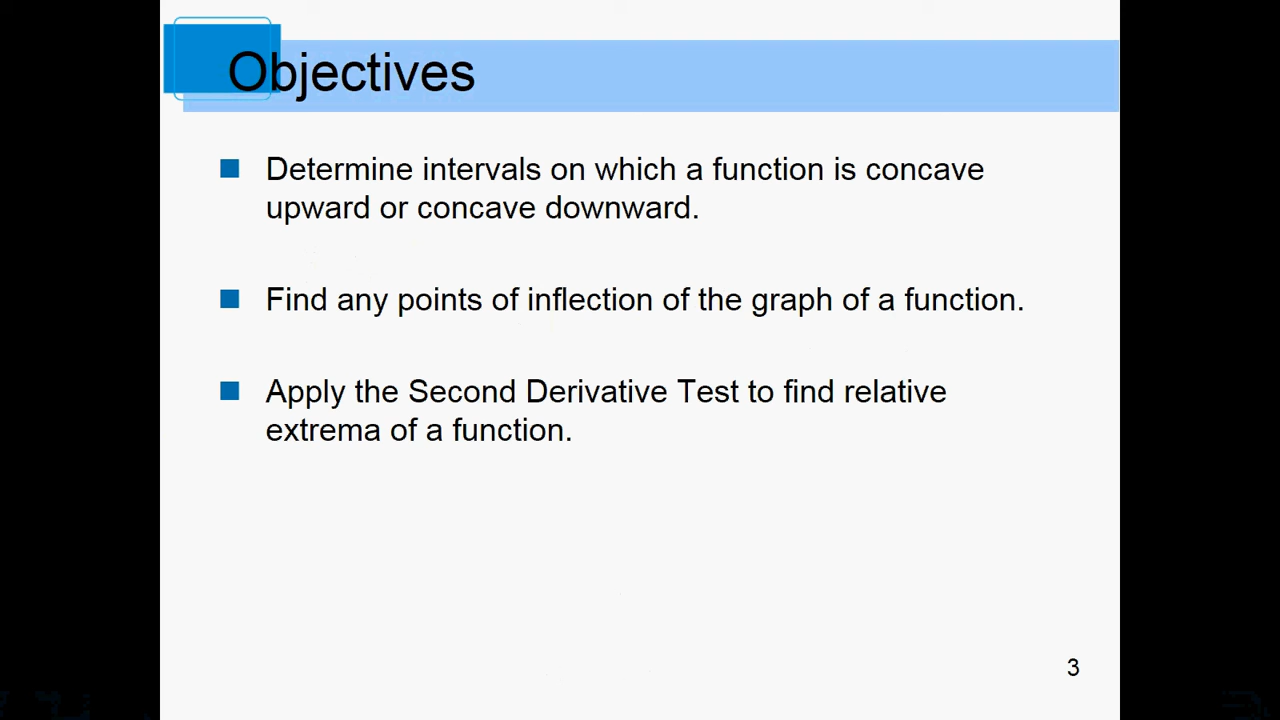 Objectives
Determine intervals on which a function is concave
upward or concave downward.
Find any points of inflection of the graph of a function.
Apply the Second Derivative Test to find relative
extrema of a function.
3